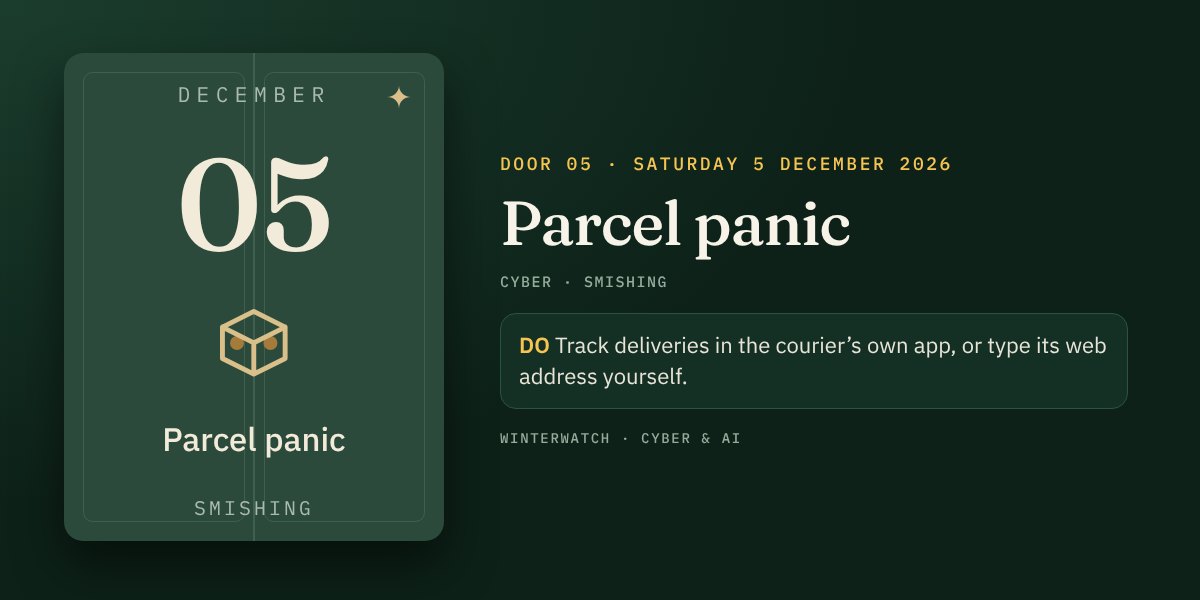 DECEMBER
05
Parcel panic
SMISHING
DOOR 05 · SATURDAY 5 DECEMBER 2026
Parcel panic
CYBER · SMISHING
DO Track deliveries in the courier’s own app, or type its web
address yourself.
WINTERWATCH · CYBER & AI